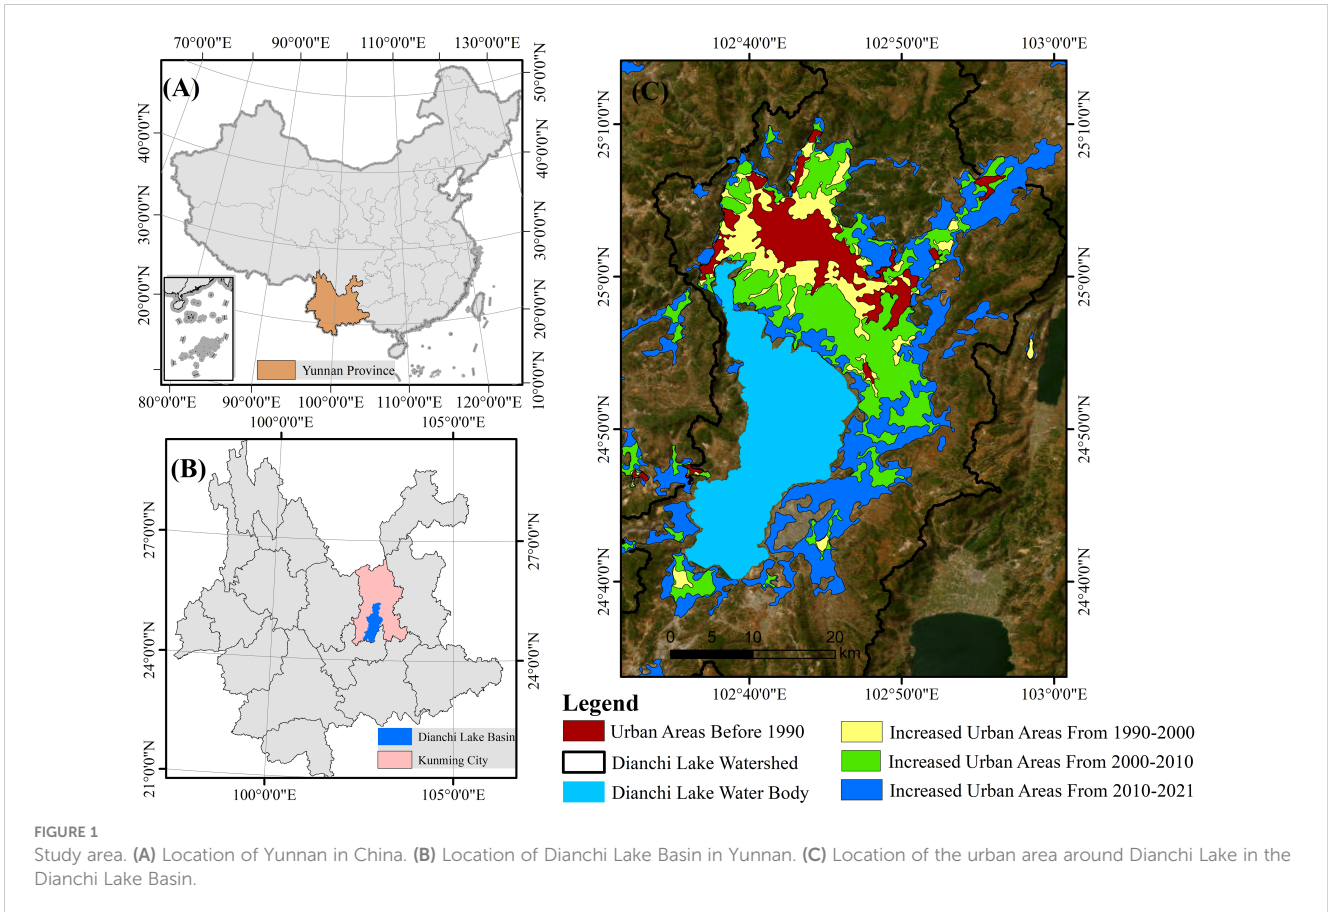 70°0'0"E 90°0'0"E 110°0'0"E 130°0'0"E
(A)
50°0'0"N
40°0'0"N
30°0'0"N
20°0'0"N
10°0'0"N
40°0'0"N
30°0'0"N
20°0'0"N
Yunnan Province
80°0'0"E 90°0'0"E 100°0'0"E 110°0'0"E 120°0'0"E
100°0'0"E 105°0'0"E
(B)
27°0'0"N
24°0'0"N
21°0'0"N
27°0'0"N
24°0'0"N
Dianchi Lake Basin
Kunming City
100°0'0"E 105°0'0"E
102°40'0"E 102°50'0"E 103°0'0"E
(C)
25°10'0"N
25°0'0"N
24°50'0"N
24°40'0"N
25°10'0"N
25°0'0"N
24°50'0"N
24°40'0"N
0 5 10 20
km
102°40'0"E 102°50'0"E 103°0'0"E
Legend
Urban Areas Before 1990
Dianchi Lake Watershed
Dianchi Lake Water Body
Increased Urban Areas From 1990-2000
Increased Urban Areas From 2000-2010
Increased Urban Areas From 2010-2021
FIGURE 1
Study area. (A) Location of Yunnan in China. (B) Location of Dianchi Lake Basin in Yunnan. (C) Location of the urban area around Dianchi Lake in the
Dianchi Lake Basin.